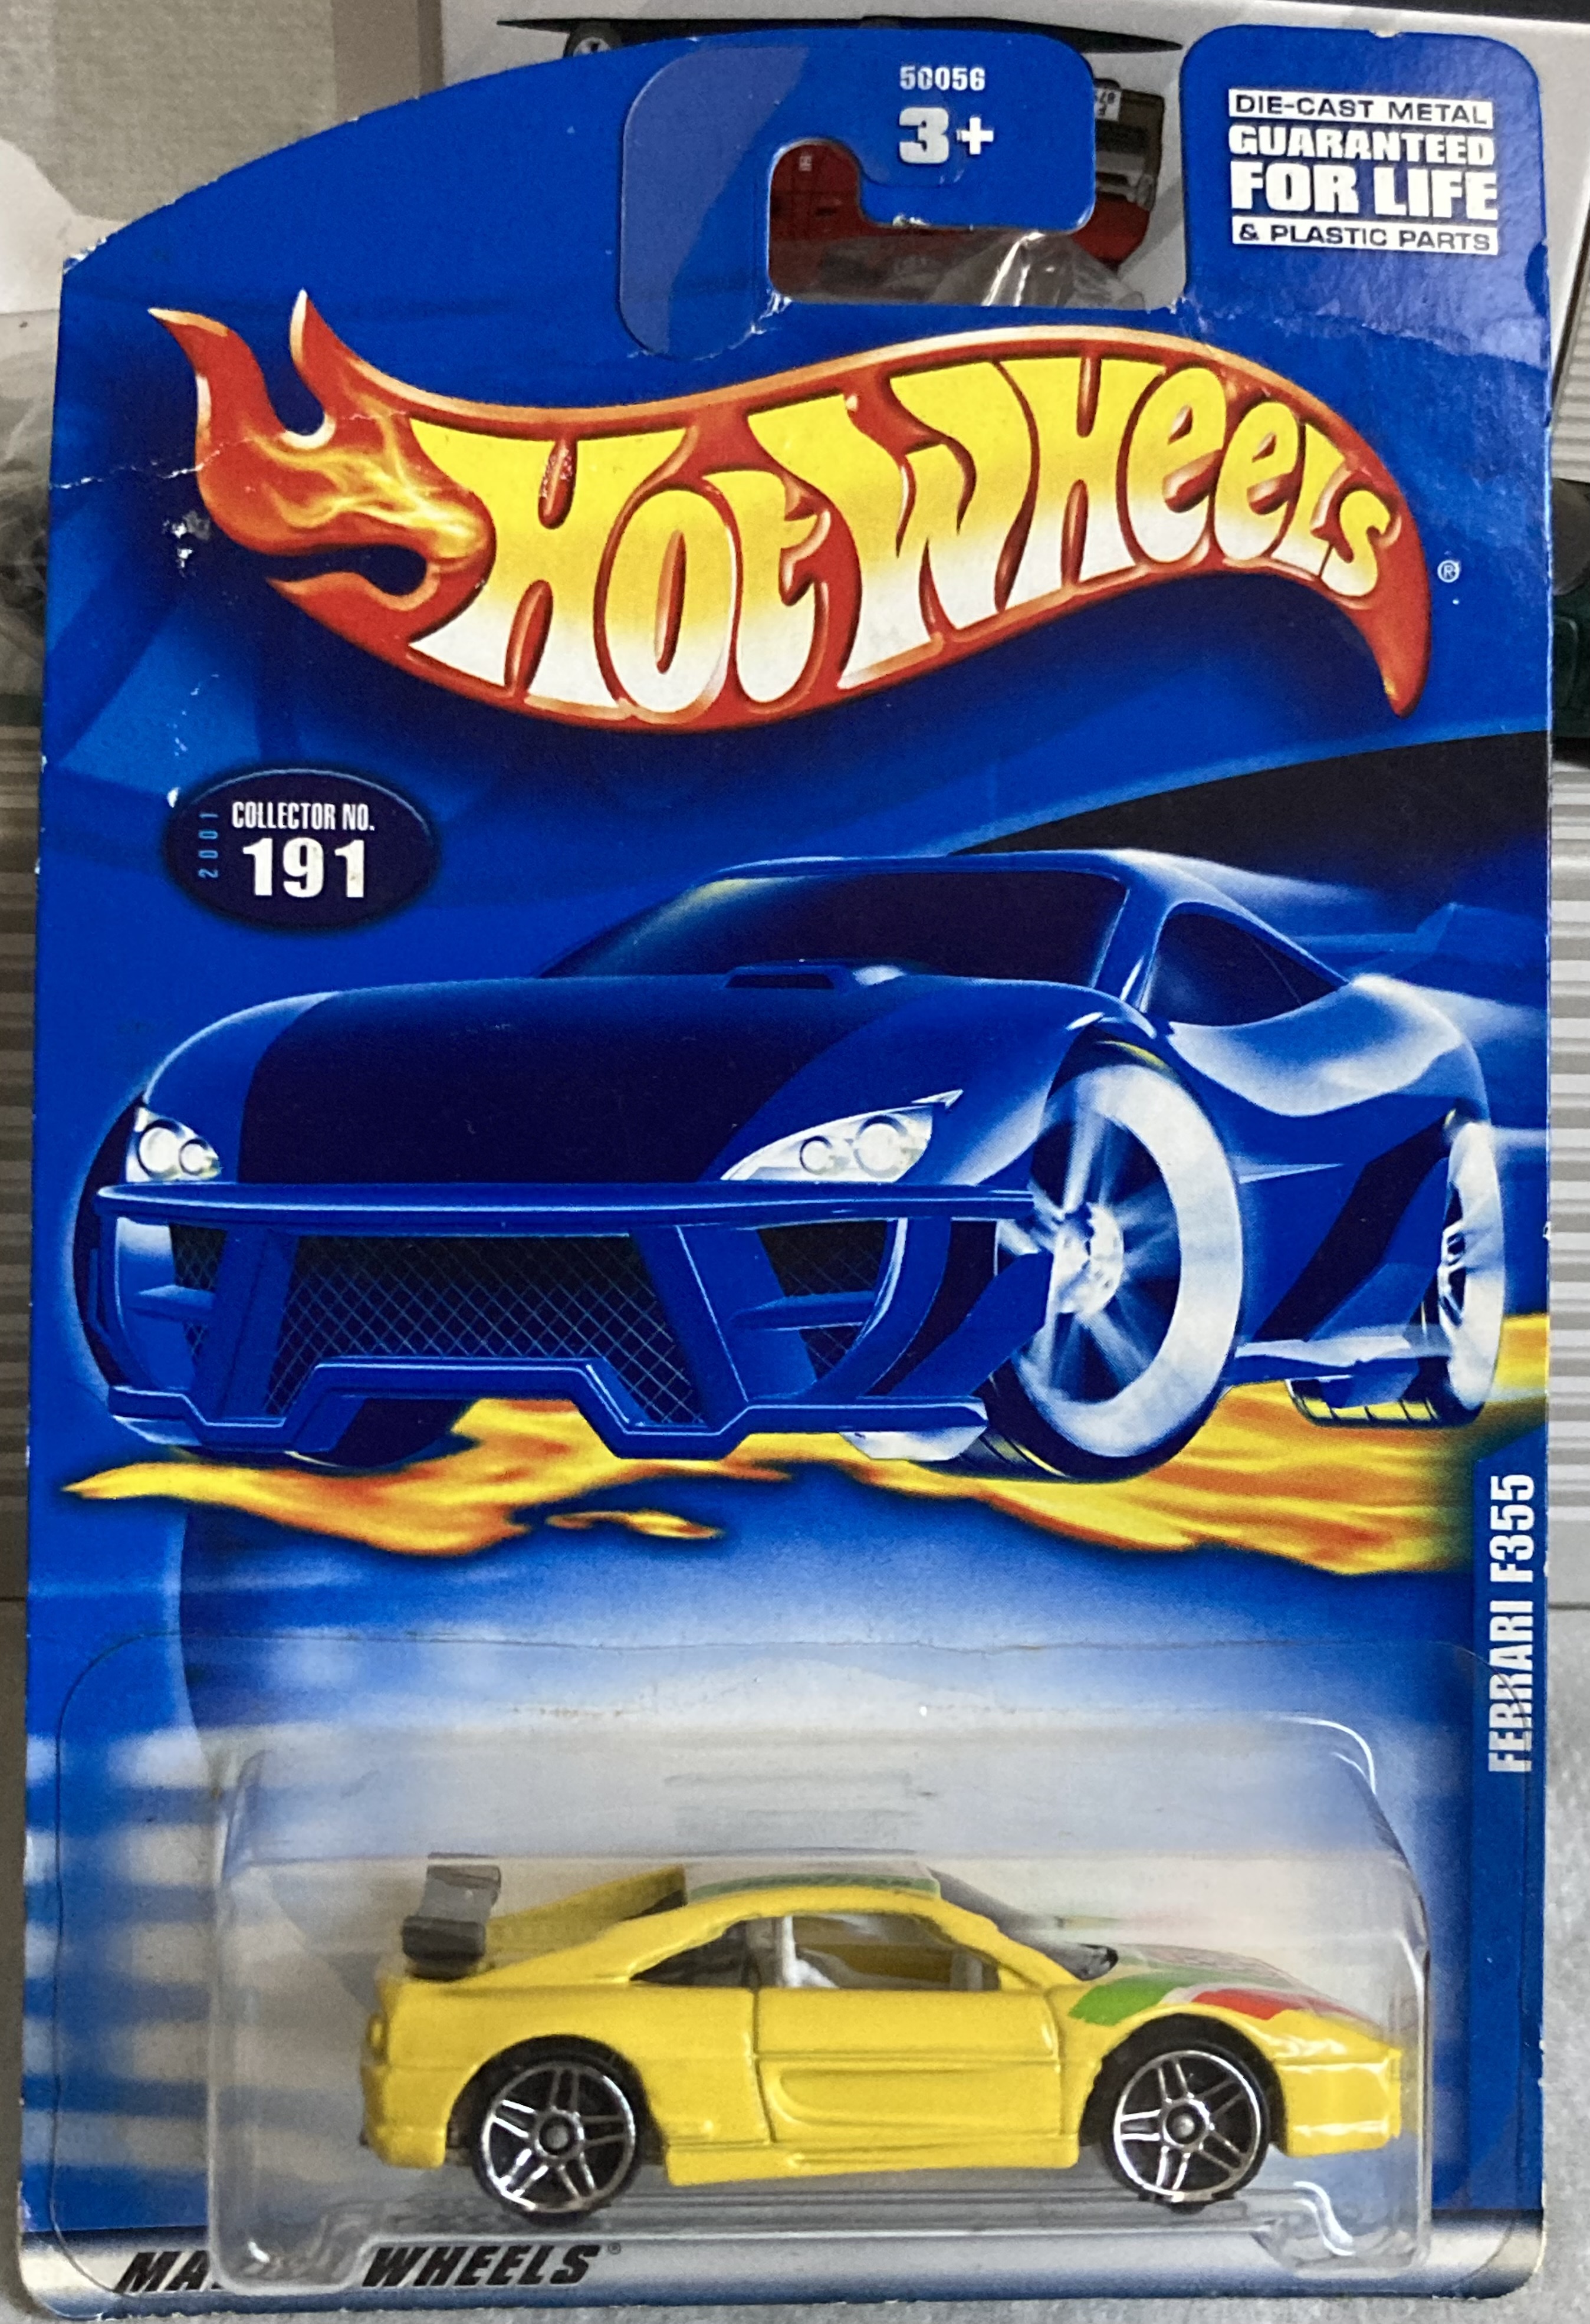 50056
3+
DIE-CAST METAL
GUARANTEED
FOR LIFE
& PLASTIC PARTS
HOT WHEELS®
2001
COLLECTOR NO.
191
FERRARI F355
WHEELS®